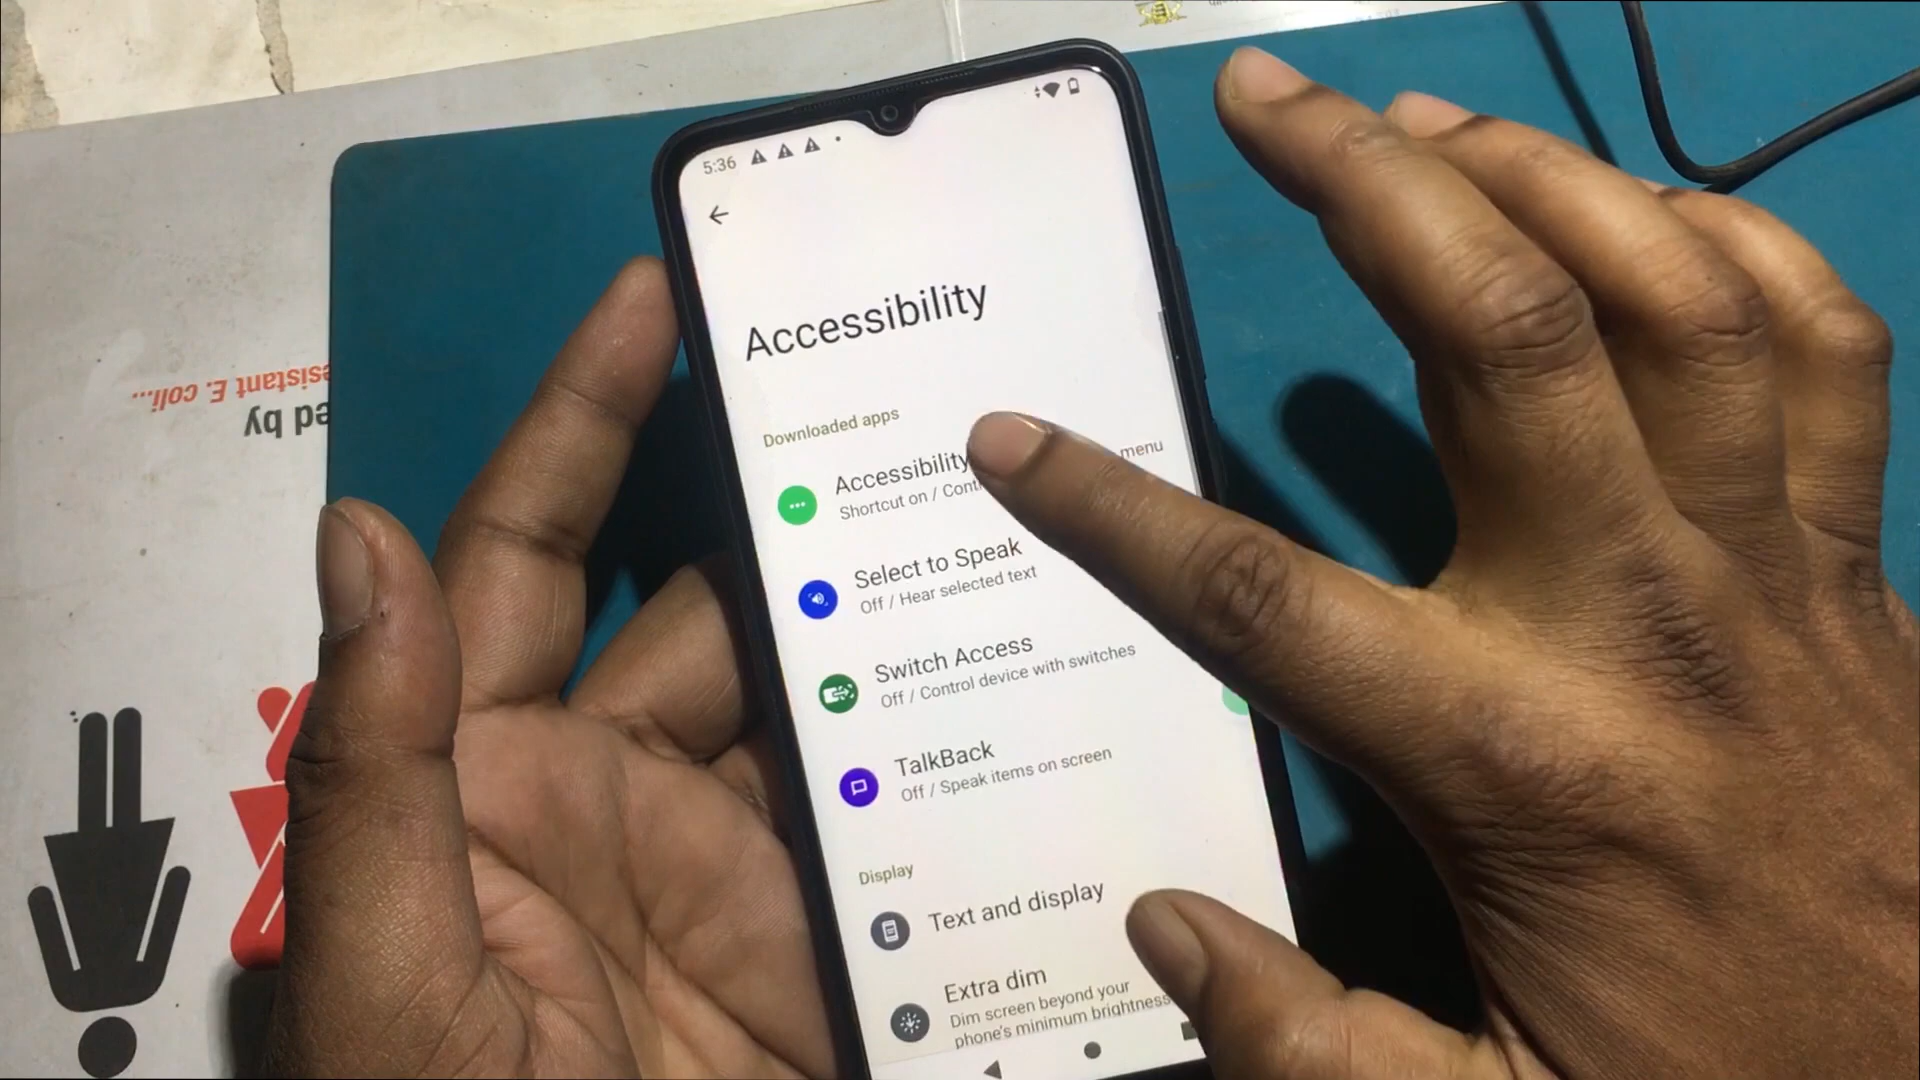 5:36
Accessibility
Downloaded apps
Accessibility
Shortcut on / menu
Select to Speak
Off / Hear selected text
Switch Access
Off / Control device with switches
TalkBack
Off / Speak items on screen
Display
Text and display
Extra dim
Dim screen beyond your
phone's minimum brightness
esistant E. coli...
ed by